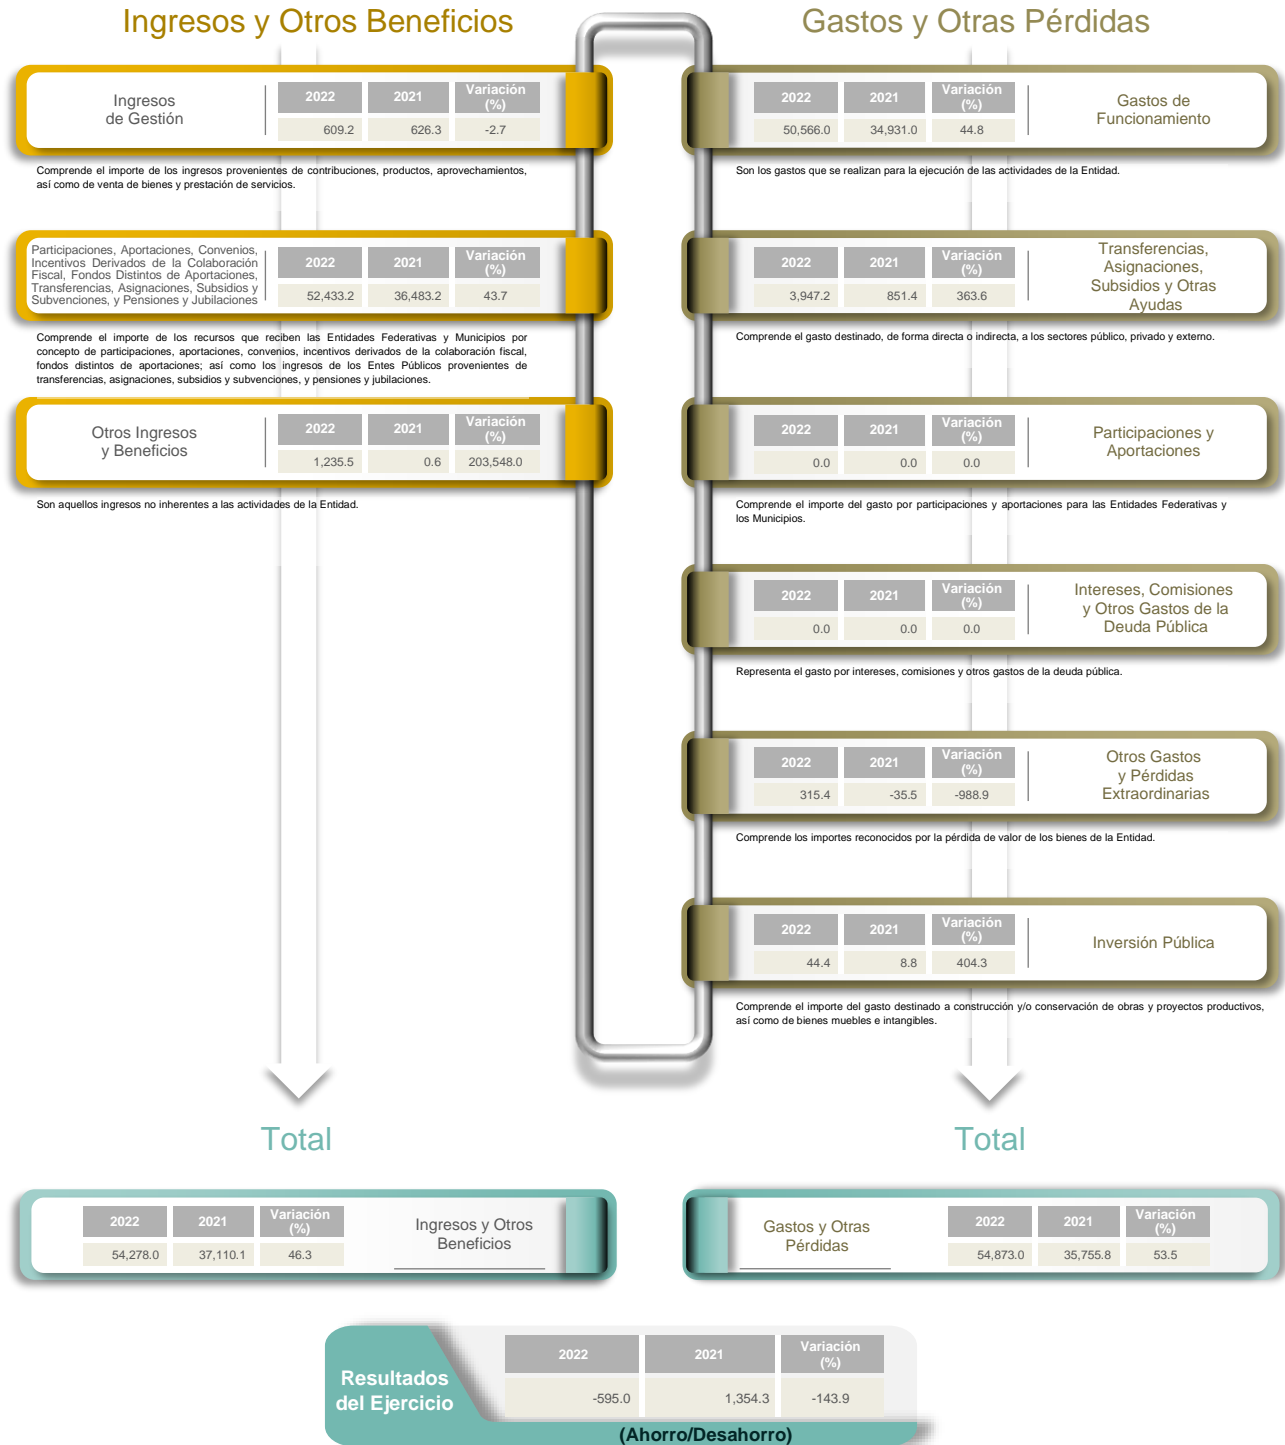 Ingresos y Otros Beneficios
Ingresos
de Gestión
2022 2021 Variación
(%)
609.2 626.3 -2.7
Comprende el importe de los ingresos provenientes de contribuciones, productos, aprovechamientos,
así como de venta de bienes y prestación de servicios.
Participaciones, Aportaciones, Convenios,
Incentivos Derivados de la Colaboración
Fiscal, Fondos Distintos de Aportaciones,
Transferencias, Asignaciones, Subsidios y
Subvenciones, y Pensiones y Jubilaciones
2022 2021 Variación
(%)
52,433.2 36,483.2 43.7
Comprende el importe de los recursos que reciben las Entidades Federativas y Municipios por
concepto de participaciones, aportaciones, convenios, incentivos derivados de la colaboración fiscal,
fondos distintos de aportaciones; así como los ingresos de los Entes Públicos provenientes de
transferencias, asignaciones, subsidios y subvenciones, y pensiones y jubilaciones.
Otros Ingresos
y Beneficios
2022 2021 Variación
(%)
1,235.5 0.6 203,548.0
Son aquellos ingresos no inherentes a las actividades de la Entidad.
Total
2022 2021 Variación
(%)
54,278.0 37,110.1 46.3
Ingresos y Otros
Beneficios
Gastos y Otras Pérdidas
2022 2021 Variación
(%)
50,566.0 34,931.0 44.8
Gastos de
Funcionamiento
Son los gastos que se realizan para la ejecución de las actividades de la Entidad.
2022 2021 Variación
(%)
3,947.2 851.4 363.6
Transferencias,
Asignaciones,
Subsidios y Otras
Ayudas
Comprende el gasto destinado, de forma directa o indirecta, a los sectores público, privado y externo.
2022 2021 Variación
(%)
0.0 0.0 0.0
Participaciones y
Aportaciones
Comprende el importe del gasto por participaciones y aportaciones para las Entidades Federativas y
los Municipios.
2022 2021 Variación
(%)
0.0 0.0 0.0
Intereses, Comisiones
y Otros Gastos de la
Deuda Pública
Representa el gasto por intereses, comisiones y otros gastos de la deuda pública.
2022 2021 Variación
(%)
315.4 -35.5 -988.9
Otros Gastos
y Pérdidas
Extraordinarias
Comprende los importes reconocidos por la pérdida de valor de los bienes de la Entidad.
2022 2021 Variación
(%)
44.4 8.8 404.3
Inversión Pública
Comprende el importe del gasto destinado a construcción y/o conservación de obras y proyectos productivos,
así como de bienes muebles e intangibles.
Total
Gastos y Otras
Pérdidas
2022 2021 Variación
(%)
54,873.0 35,755.8 53.5
Resultados
del Ejercicio
2022 2021 Variación
(%)
-595.0 1,354.3 -143.9
(Ahorro/Desahorro)